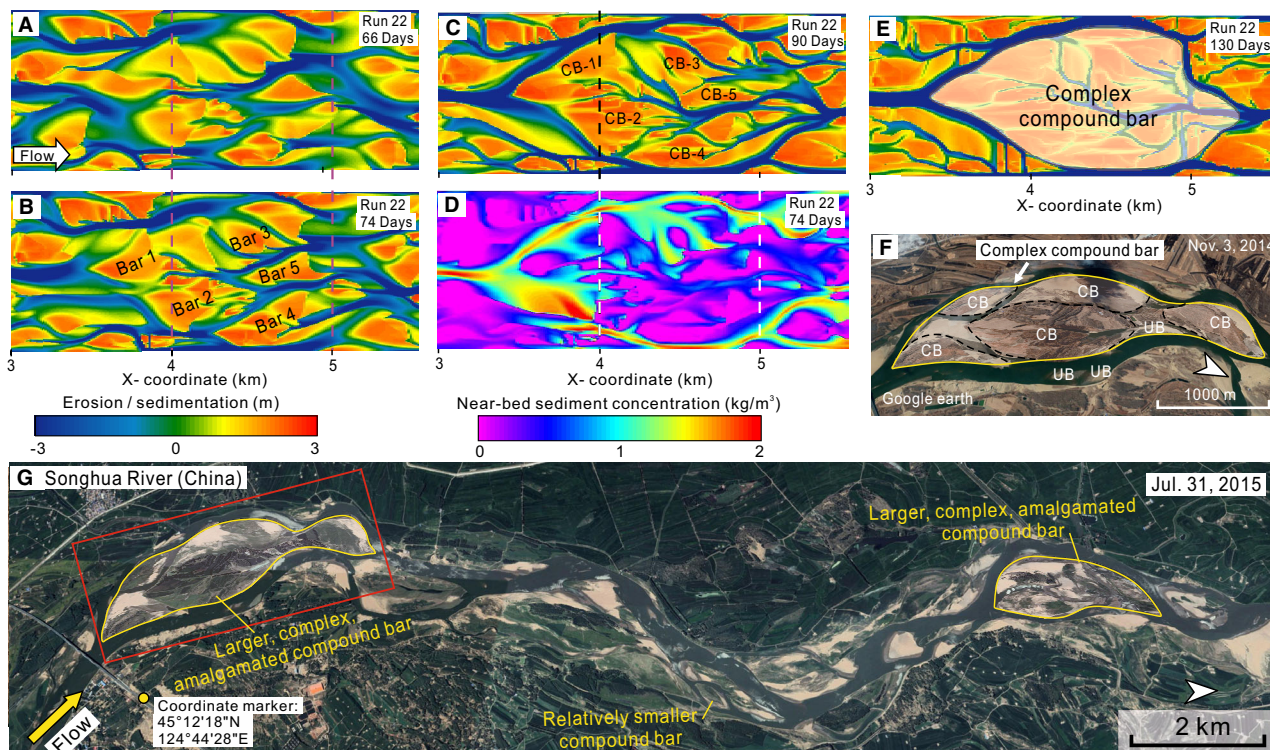 A
Run 22
66 Days
Flow
B
Run 22
74 Days
Bar 1
Bar 2
Bar 3
Bar 5
Bar 4
3
4
5
X- coordinate (km)
Erosion / sedimentation (m)
-3
0
3
C
Run 22
90 Days
CB-1
CB-3
CB-5
CB-2
CB-4
D
Run 22
74 Days
3
4
5
X- coordinate (km)
Near-bed sediment concentration (kg/m³)
0
1
2
E
Run 22
130 Days
Complex
compound bar
3
4
5
X- coordinate (km)
F
Complex compound bar
Nov. 3, 2014
CB
CB
CB
CB
UB
CB
UB
UB
Google earth
1000 m
G Songhua River (China)
Jul. 31, 2015
Larger, complex, amalgamated
compound bar
Larger, complex,
amalgamated compound bar
Relatively smaller
compound bar
Flow
Coordinate marker:
45°12'18"N
124°44'28"E
2 km